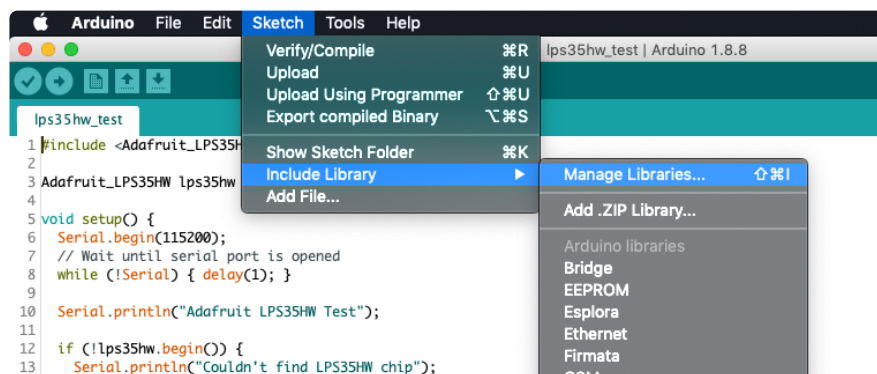 Arduino File Edit Sketch Tools Help
lps35hw_test | Arduino 1.8.8
Verify/Compile ⌘R
Upload ⌘U
Upload Using Programmer ⇧⌘U
Export compiled Binary ⌥⌘S
Show Sketch Folder ⌘K
Include Library ▶
Add File...
Manage Libraries... ⇧⌘I
Add .ZIP Library...
Arduino libraries
Bridge
EEPROM
Esplora
Ethernet
Firmata
lps35hw_test
1 #include <Adafruit_LPS35H
2
3 Adafruit_LPS35HW lps35hw
4
5 void setup() {
6 Serial.begin(115200);
7 // Wait until serial port is opened
8 while (!Serial) { delay(1); }
9
10 Serial.println("Adafruit LPS35HW Test");
11
12 if (!lps35hw.begin()) {
13 Serial.println("Couldn't find LPS35HW chip");